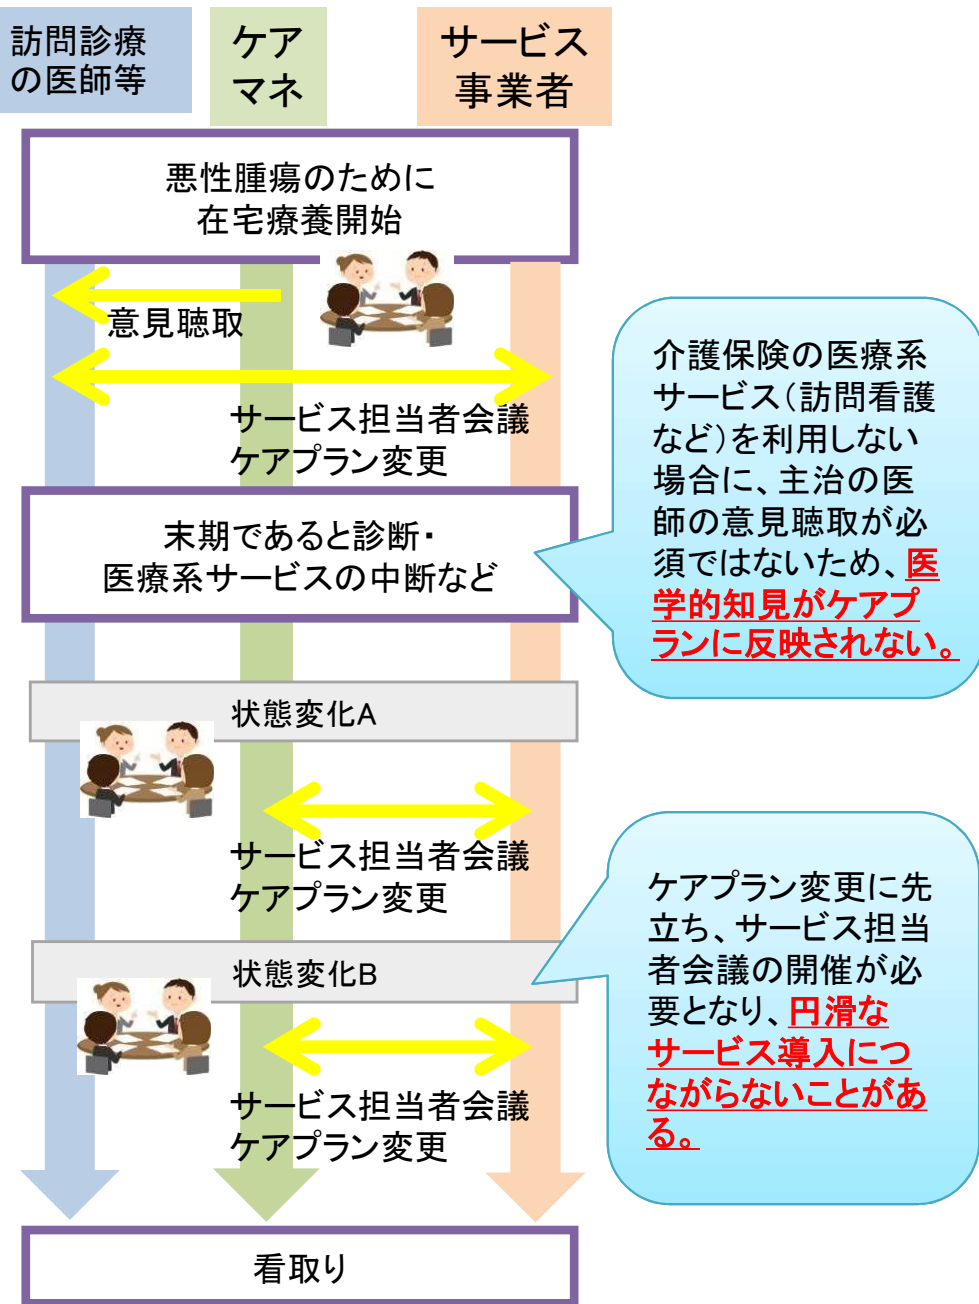 訪問診療
の医師等
ケア
マネ
サービス
事業者
悪性腫瘍のために
在宅療養開始
意見聴取
サービス担当者会議
ケアプラン変更
介護保険の医療系
サービス(訪問看護
など)を利用しない
場合に、主治の医
師の意見聴取が必
須ではないため、医
学的知見がケアプ
ランに反映されない。
末期であると診断・
医療系サービスの中断など
状態変化A
サービス担当者会議
ケアプラン変更
ケアプラン変更に先
立ち、サービス担当
者会議の開催が必
要となり、円滑な
サービス導入につ
ながらないことがあ
る。
状態変化B
サービス担当者会議
ケアプラン変更
看取り